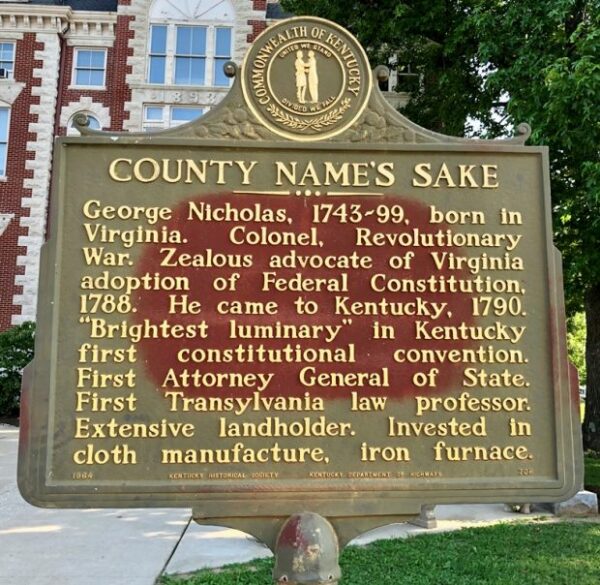 COMMONWEALTH OF KENTUCKY
UNITED WE STAND
DIVIDED WE FALL
1893
COUNTY NAME'S SAKE
George Nicholas, 1743-99, born in
Virginia. Colonel, Revolutionary
War. Zealous advocate of Virginia
adoption of Federal Constitution,
1788. He came to Kentucky, 1790.
"Brightest luminary" in Kentucky
first constitutional convention.
First Attorney General of State.
First Transylvania law professor.
Extensive landholder. Invested in
cloth manufacture, iron furnace.
1964 KENTUCKY HISTORICAL SOCIETY KENTUCKY DEPARTMENT OF HIGHWAYS